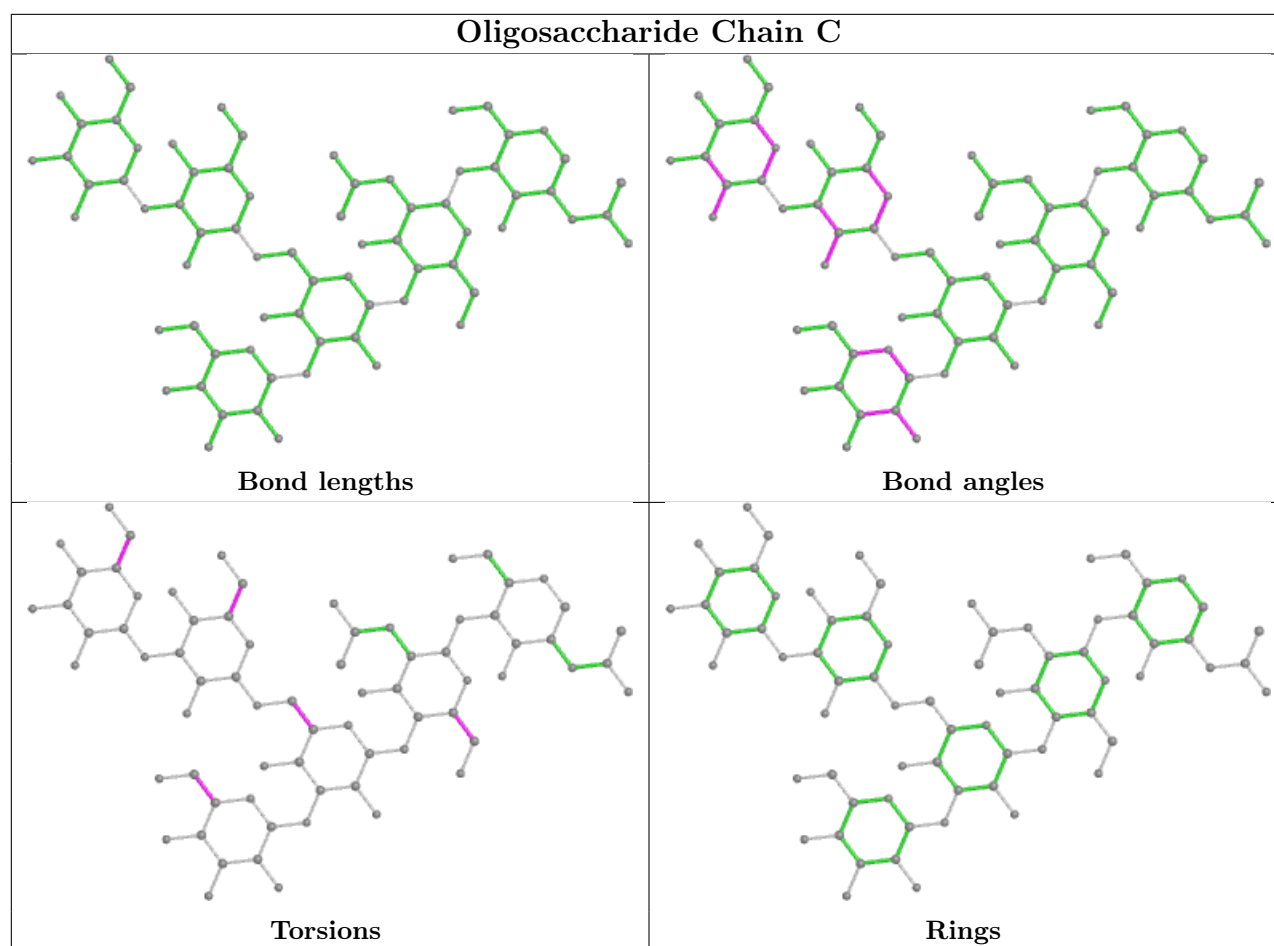 Oligosaccharide Chain C
Bond lengths
Bond angles
Torsions
Rings